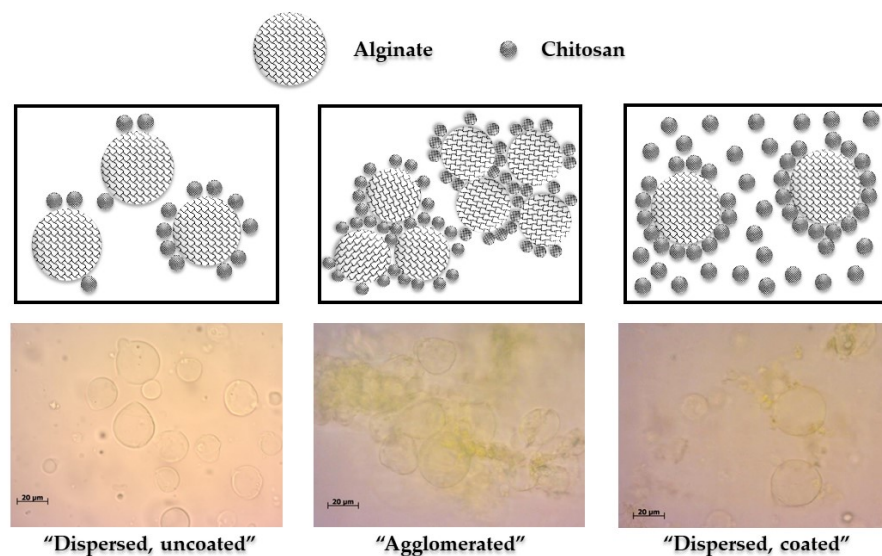 Alginate
Chitosan
20 µm
20 µm
20 µm
“Dispersed, uncoated”
“Agglomerated”
“Dispersed, coated”